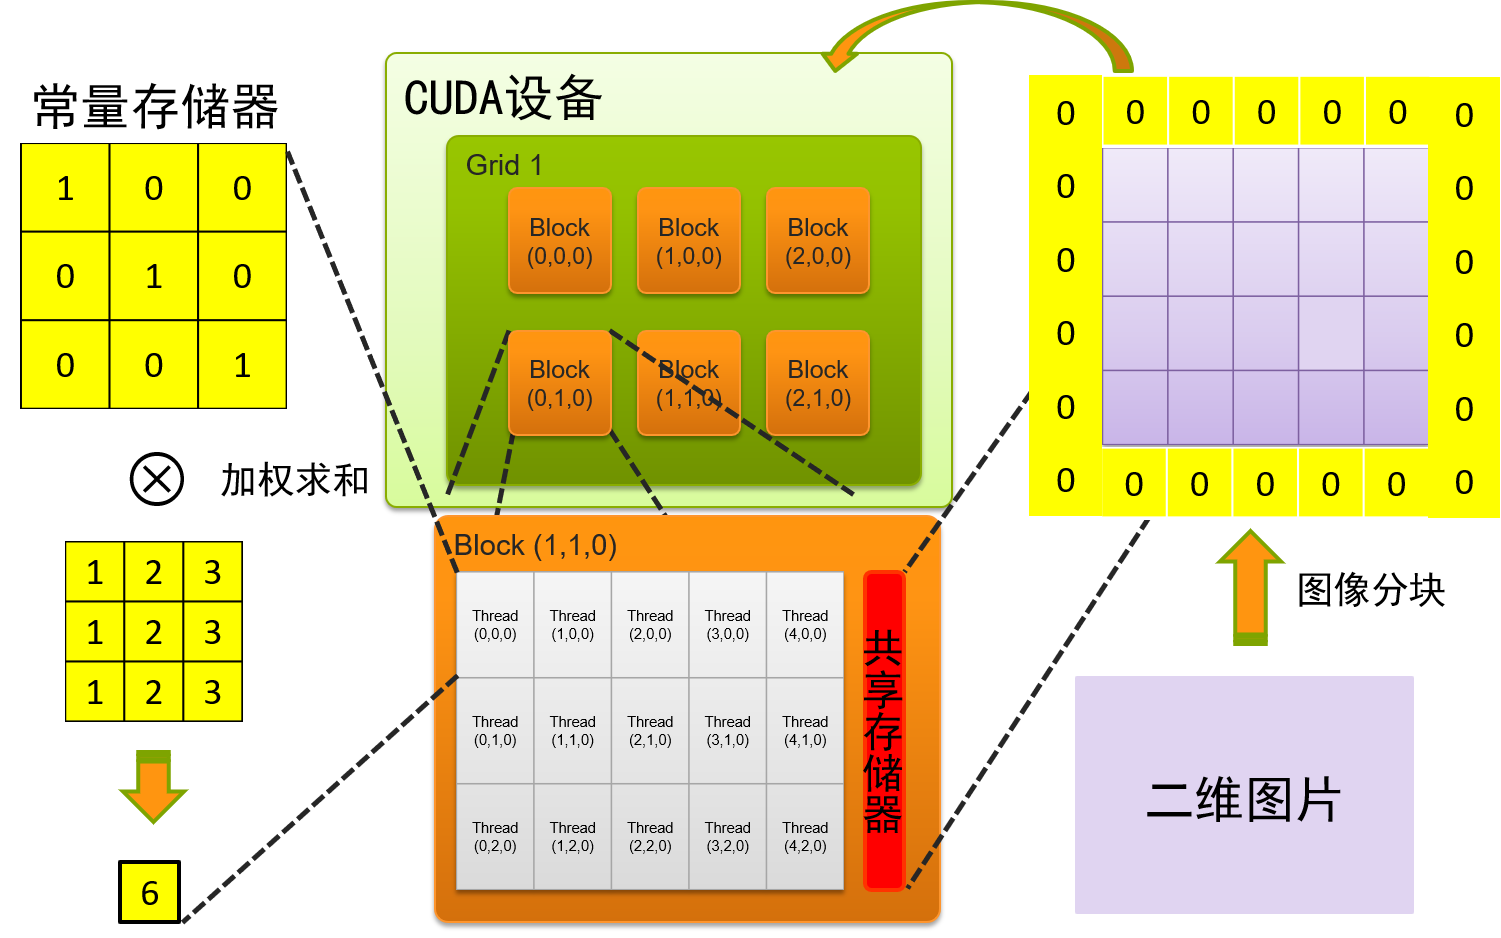 常量存储器
1 0 0
0 1 0
0 0 1
加权求和
1 2 3
1 2 3
1 2 3
6
CUDA设备
Grid 1
Block
(0,0,0)
Block
(1,0,0)
Block
(2,0,0)
Block
(0,1,0)
Block
(1,1,0)
Block
(2,1,0)
Block (1,1,0)
Thread
(0,0,0)
Thread
(1,0,0)
Thread
(2,0,0)
Thread
(3,0,0)
Thread
(4,0,0)
Thread
(0,1,0)
Thread
(1,1,0)
Thread
(2,1,0)
Thread
(3,1,0)
Thread
(4,1,0)
Thread
(0,2,0)
Thread
(1,2,0)
Thread
(2,2,0)
Thread
(3,2,0)
Thread
(4,2,0)
共享存储器
0 0 0 0 0 0 0
0 0
0 0
0 0
0 0
0 0 0 0 0 0 0
图像分块
二维图片